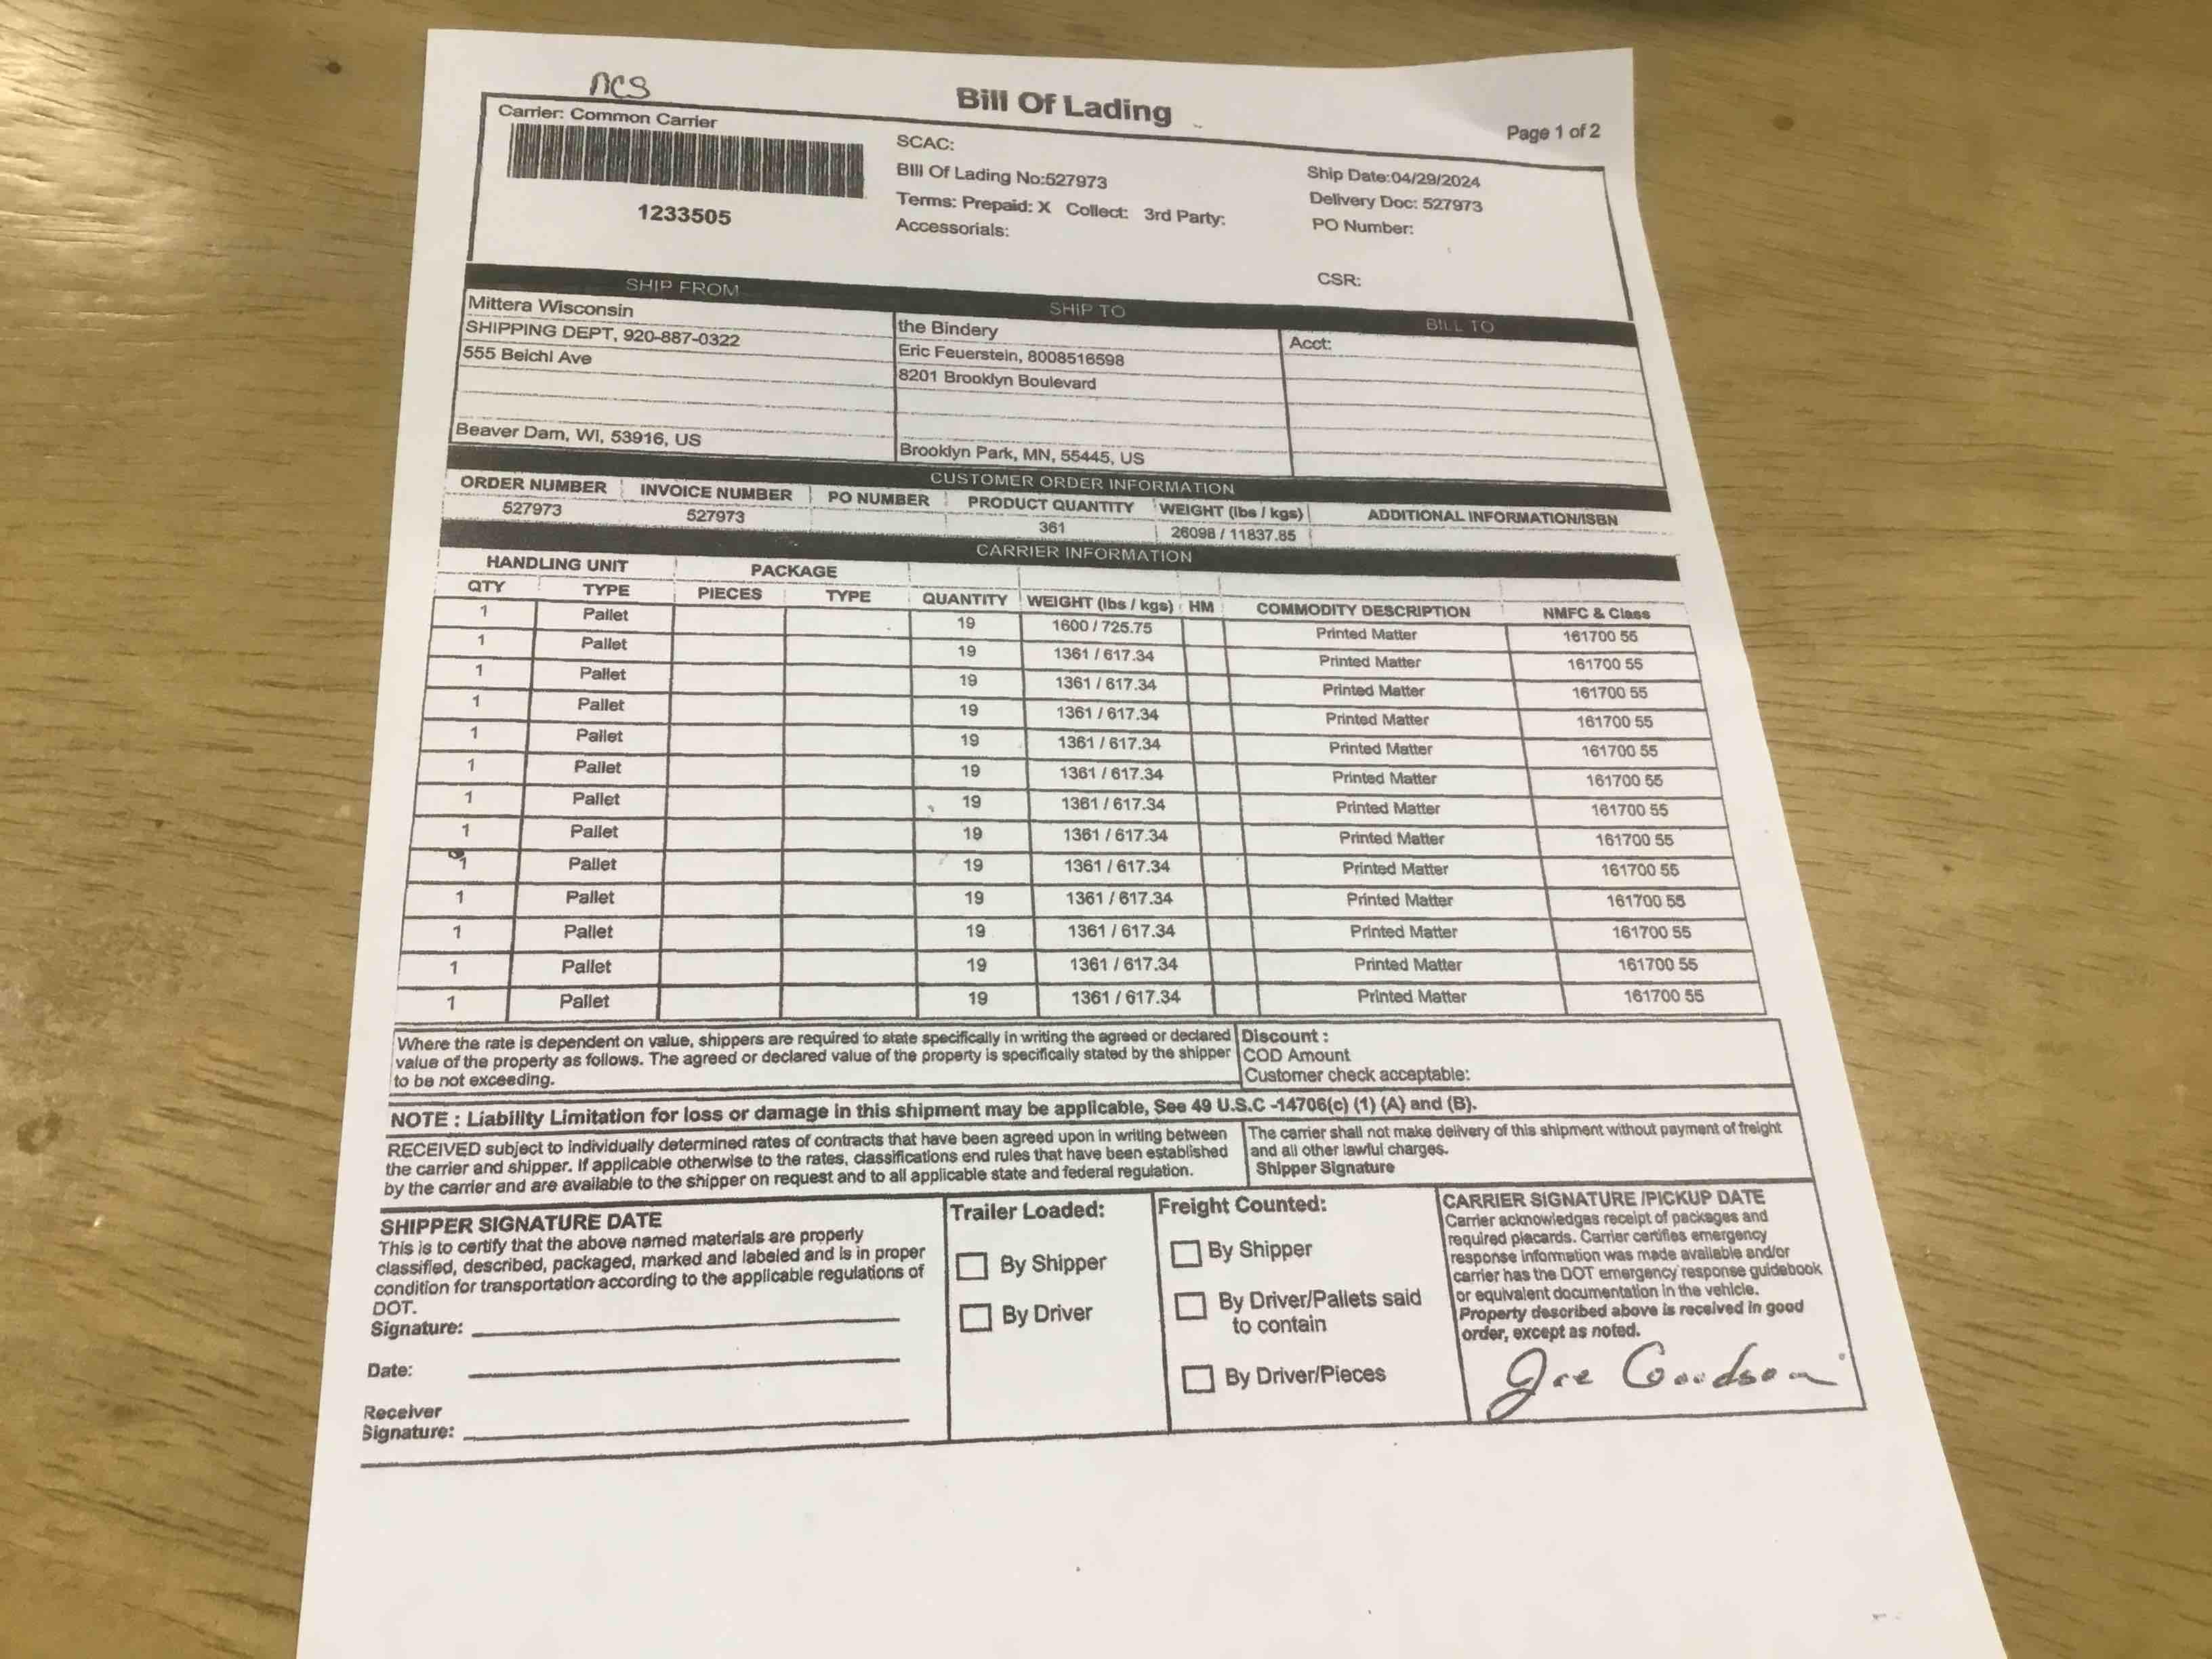 ncs
Bill Of Lading
Page 1 of 2
Carrier: Common Carrier
1233505
SCAC:
Bill Of Lading No:527973
Terms: Prepaid: X Collect: 3rd Party:
Accessorials:
Ship Date:04/29/2024
Delivery Doc: 527973
PO Number:
CSR:
SHIP FROM
Mittera Wisconsin
SHIPPING DEPT, 920-887-0322
555 Beichl Ave
Beaver Dam, WI, 53916, US
SHIP TO
the Bindery
Eric Feuerstein, 8008516598
8201 Brooklyn Boulevard
Brooklyn Park, MN, 55445, US
BILL TO
Acct:
CUSTOMER ORDER INFORMATION
ORDER NUMBER INVOICE NUMBER PO NUMBER PRODUCT QUANTITY WEIGHT (lbs / kgs) ADDITIONAL INFORMATION/ISBN
527973 527973 361 26098 / 11837.85
CARRIER INFORMATION
HANDLING UNIT PACKAGE
QTY TYPE PIECES TYPE QUANTITY WEIGHT (lbs / kgs) HM COMMODITY DESCRIPTION NMFC & Class
1 Pallet 19 1600 / 725.75 Printed Matter 161700 55
1 Pallet 19 1361 / 617.34 Printed Matter 161700 55
1 Pallet 19 1361 / 617.34 Printed Matter 161700 55
1 Pallet 19 1361 / 617.34 Printed Matter 161700 55
1 Pallet 19 1361 / 617.34 Printed Matter 161700 55
1 Pallet 19 1361 / 617.34 Printed Matter 161700 55
1 Pallet 19 1361 / 617.34 Printed Matter 161700 55
1 Pallet 19 1361 / 617.34 Printed Matter 161700 55
1 Pallet 19 1361 / 617.34 Printed Matter 161700 55
1 Pallet 19 1361 / 617.34 Printed Matter 161700 55
1 Pallet 19 1361 / 617.34 Printed Matter 161700 55
1 Pallet 19 1361 / 617.34 Printed Matter 161700 55
1 Pallet 19 1361 / 617.34 Printed Matter 161700 55
Where the rate is dependent on value, shippers are required to state specifically in writing the agreed or declared
value of the property as follows. The agreed or declared value of the property is specifically stated by the shipper
to be not exceeding.
Discount :
COD Amount
Customer check acceptable:
NOTE : Liability Limitation for loss or damage in this shipment may be applicable, See 49 U.S.C -14706(c) (1) (A) and (B).
RECEIVED subject to individually determined rates of contracts that have been agreed upon in writing between
the carrier and shipper. If applicable otherwise to the rates, classifications end rules that have been established
by the carrier and are available to the shipper on request and to all applicable state and federal regulation.
The carrier shall not make delivery of this shipment without payment of freight
and all other lawful charges.
Shipper Signature
SHIPPER SIGNATURE DATE
This is to certify that the above named materials are properly
classified, described, packaged, marked and labeled and is in proper
condition for transportation according to the applicable regulations of
DOT.
Signature:
Date:
Receiver
Signature:
Trailer Loaded:
By Shipper
By Driver
Freight Counted:
By Shipper
By Driver/Pallets said
to contain
By Driver/Pieces
CARRIER SIGNATURE /PICKUP DATE
Carrier acknowledges receipt of packages and
required placards. Carrier certifies emergency
response information was made available and/or
carrier has the DOT emergency response guidebook
or equivalent documentation in the vehicle.
Property described above is received in good
order, except as noted.
Joe Goodson